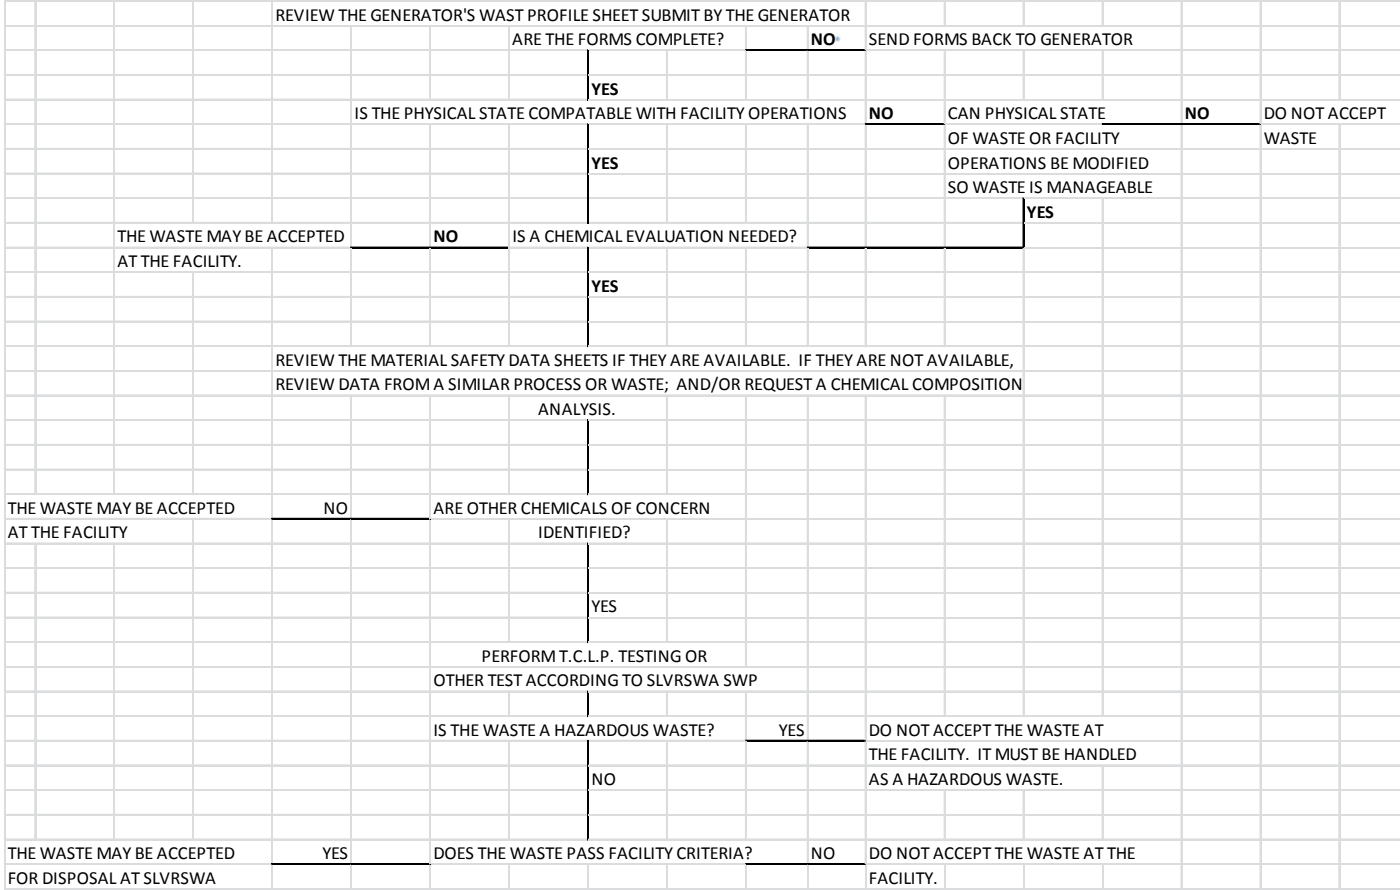 REVIEW THE GENERATOR'S WAST PROFILE SHEET SUBMIT BY THE GENERATOR
ARE THE FORMS COMPLETE? NO SEND FORMS BACK TO GENERATOR
YES
IS THE PHYSICAL STATE COMPATABLE WITH FACILITY OPERATIONS NO CAN PHYSICAL STATE NO DO NOT ACCEPT
OF WASTE OR FACILITY WASTE
YES OPERATIONS BE MODIFIED
SO WASTE IS MANAGEABLE
YES
THE WASTE MAY BE ACCEPTED NO IS A CHEMICAL EVALUATION NEEDED?
AT THE FACILITY.
YES
REVIEW THE MATERIAL SAFETY DATA SHEETS IF THEY ARE AVAILABLE. IF THEY ARE NOT AVAILABLE,
REVIEW DATA FROM A SIMILAR PROCESS OR WASTE; AND/OR REQUEST A CHEMICAL COMPOSITION
ANALYSIS.
THE WASTE MAY BE ACCEPTED NO ARE OTHER CHEMICALS OF CONCERN
AT THE FACILITY IDENTIFIED?
YES
PERFORM T.C.L.P. TESTING OR
OTHER TEST ACCORDING TO SLVRSWA SWP
IS THE WASTE A HAZARDOUS WASTE? YES DO NOT ACCEPT THE WASTE AT
THE FACILITY. IT MUST BE HANDLED
NO AS A HAZARDOUS WASTE.
THE WASTE MAY BE ACCEPTED YES DOES THE WASTE PASS FACILITY CRITERIA? NO DO NOT ACCEPT THE WASTE AT THE
FOR DISPOSAL AT SLVRSWA FACILITY.